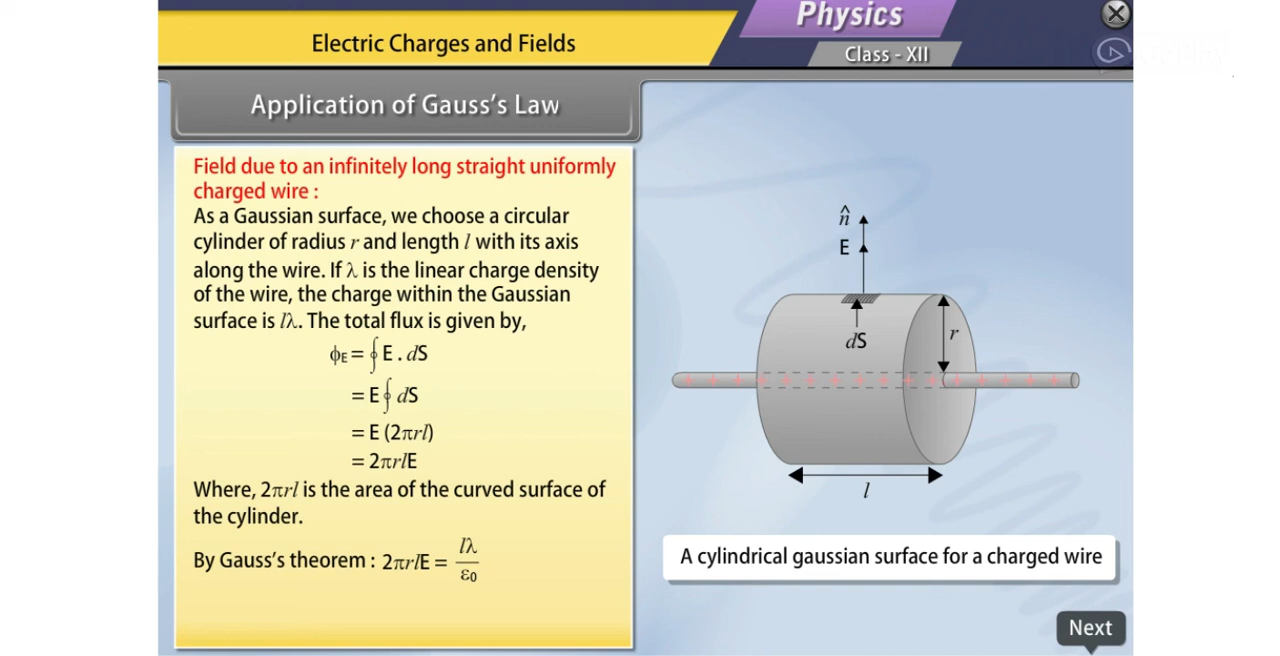 Physics
Electric Charges and Fields
Class - XII
Application of Gauss's Law
Field due to an infinitely long straight uniformly
charged wire :
As a Gaussian surface, we choose a circular
cylinder of radius r and length l with its axis
along the wire. If λ is the linear charge density
of the wire, the charge within the Gaussian
surface is lλ. The total flux is given by,
ϕE = ∮ E . dS
= E ∮ dS
= E (2πrl)
= 2πrlE
Where, 2πrl is the area of the curved surface of
the cylinder.
By Gauss's theorem : 2πrlE = lλ / ε0
n̂
E
dS
r
l
A cylindrical gaussian surface for a charged wire
Next